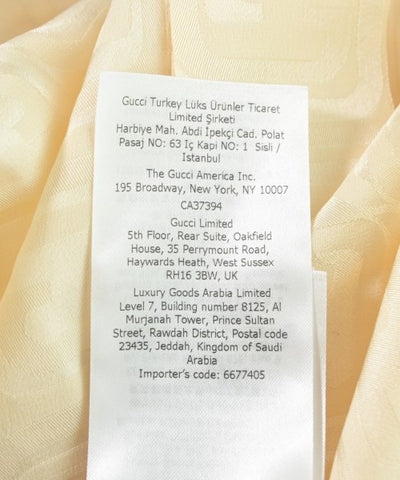 Gucci Turkey Lüks Ürünler Ticaret
Limited Şirketi
Harbiye Mah. Abdi İpekçi Cad. Polat
Pasaj NO: 63 İç Kapi NO: 1 Sisli /
Istanbul
The Gucci America Inc.
195 Broadway, New York, NY 10007
CA37394
Gucci Limited
5th Floor, Rear Suite, Oakfield
House, 35 Perrymount Road,
Haywards Heath, West Sussex
RH16 3BW, UK
Luxury Goods Arabia Limited
Level 7, Building number 8125, Al
Murjanah Tower, Prince Sultan
Street, Rawdah District, Postal code
23435, Jeddah, Kingdom of Saudi
Arabia
Importer's code: 6677405